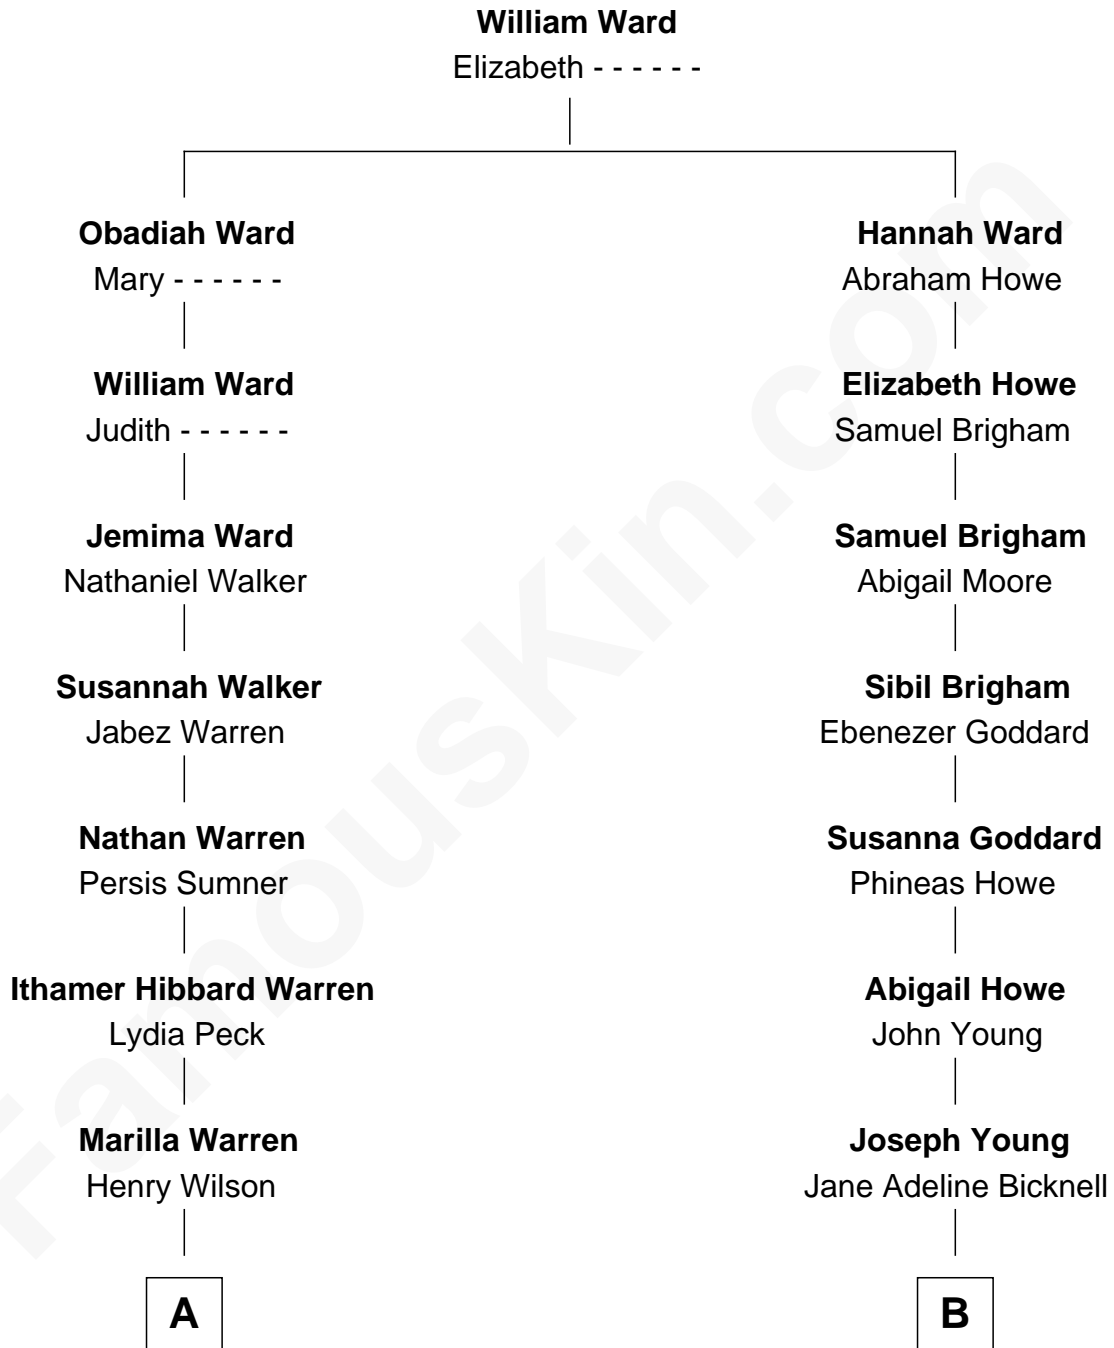 William Ward
Elizabeth - - - - - -
Obadiah Ward
Mary - - - - - -
Hannah Ward
Abraham Howe
William Ward
Judith - - - - - -
Elizabeth Howe
Samuel Brigham
Jemima Ward
Nathaniel Walker
Samuel Brigham
Abigail Moore
Susannah Walker
Jabez Warren
Sibil Brigham
Ebenezer Goddard
Nathan Warren
Persis Sumner
Susanna Goddard
Phineas Howe
Ithamer Hibbard Warren
Lydia Peck
Abigail Howe
John Young
Marilla Warren
Henry Wilson
Joseph Young
Jane Adeline Bicknell
A
B
FamousKin.com